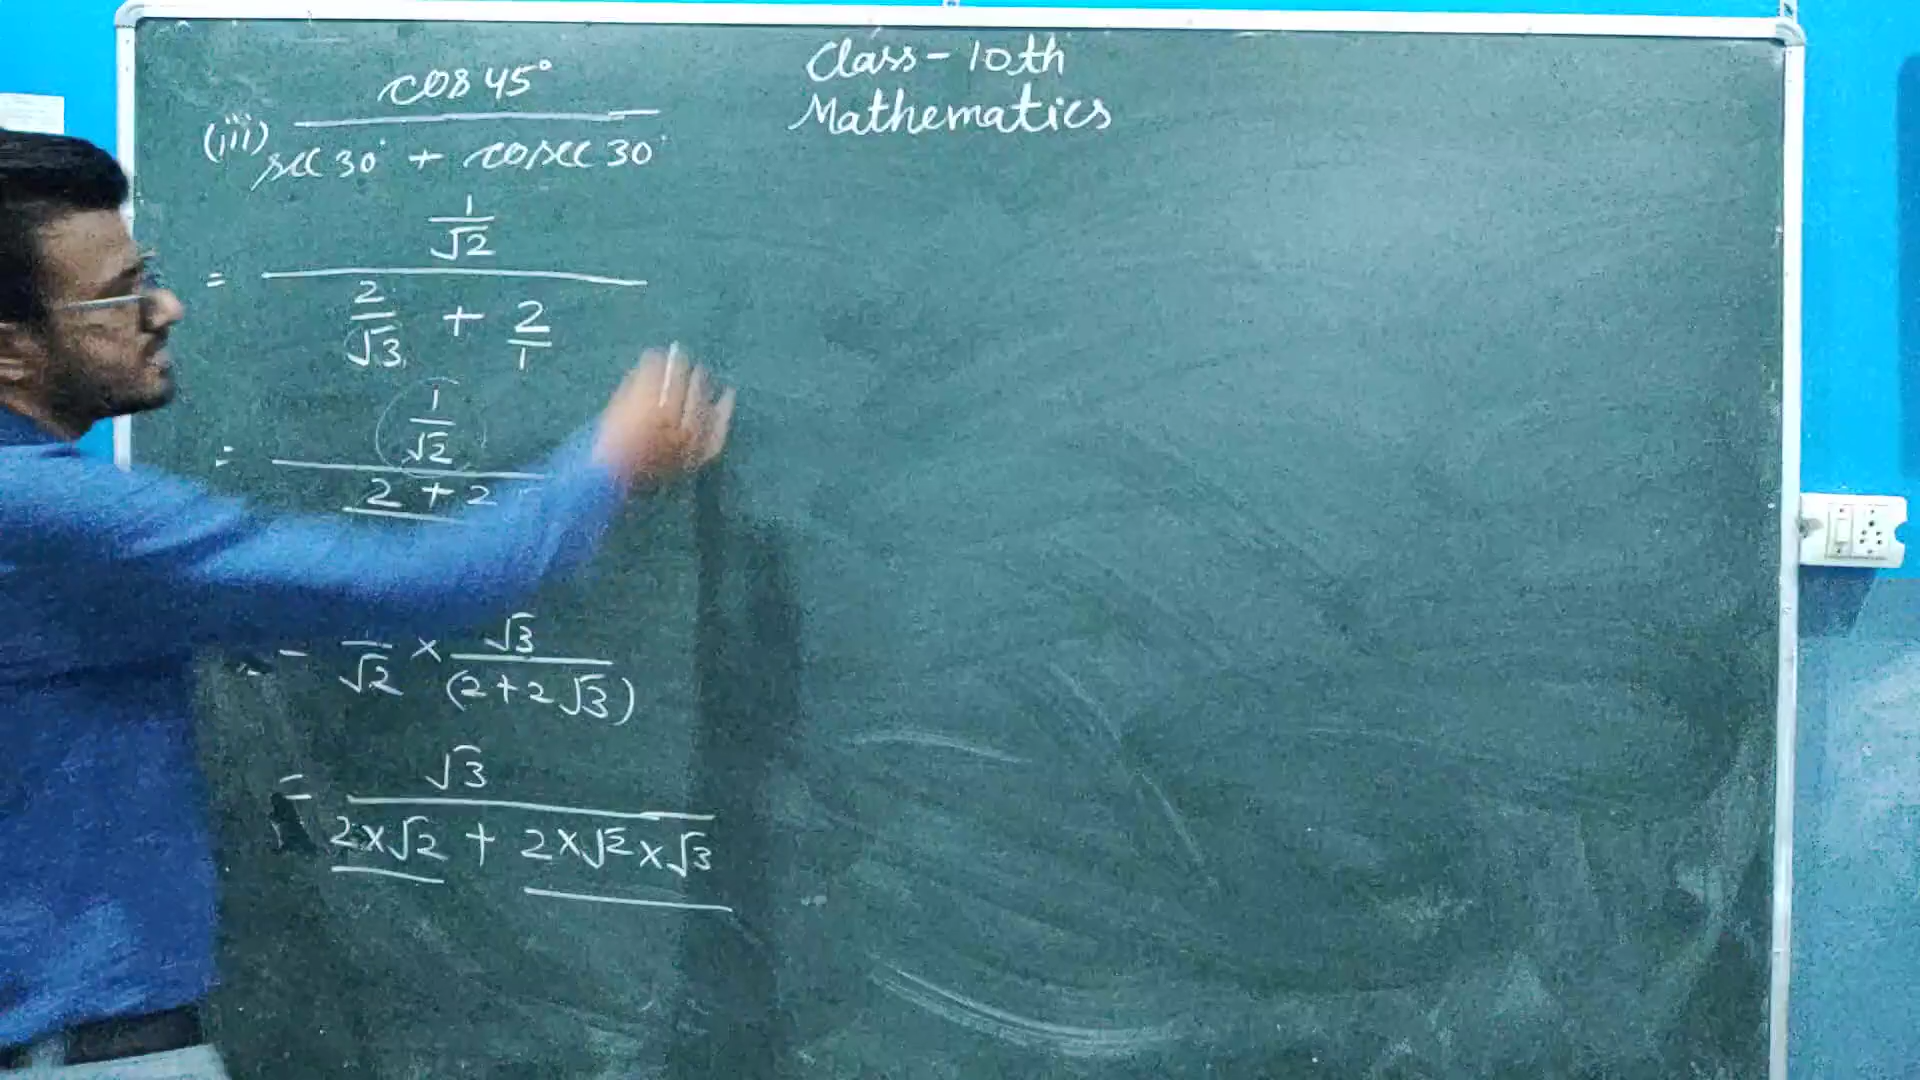 Class - 10th
Mathematics
(iii) cos 45° / sec 30° + cosec 30°
= 1/√2 / 2/√3 + 2/1
= 1/√2 / 2 + 2
= /√2 × √3/(2+2√3)
= √3 / 2×√2 + 2×√2×√3